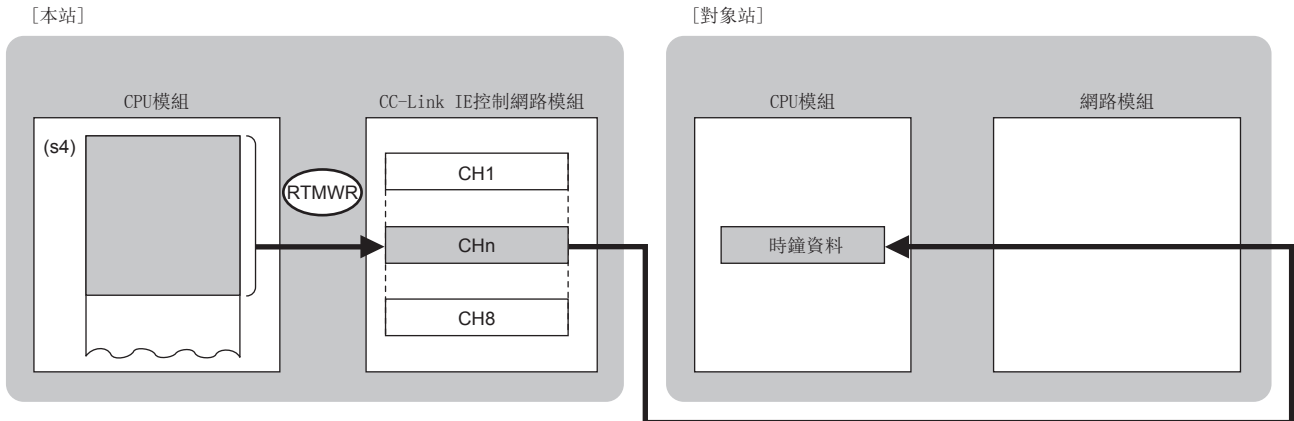 [本站]
CPU模組
(s4)
RTMWR
CC-Link IE控制網路模組
CH1
CHn
CH8
[對象站]
CPU模組
時鐘資料
網路模組